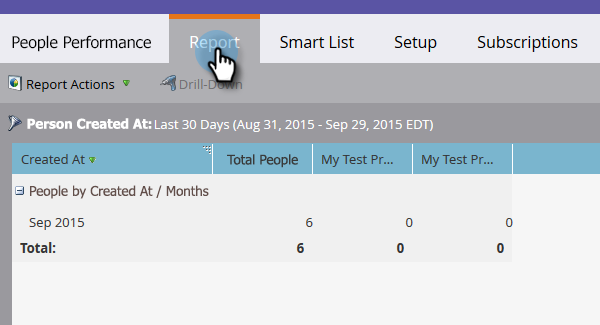 People Performance Report Smart List Setup Subscriptions
Report Actions Drill-Down
Person Created At: Last 30 Days (Aug 31, 2015 - Sep 29, 2015 EDT)
Created At Total People My Test Pr... My Test Pr...
People by Created At / Months
Sep 2015 6 0 0
Total: 6 0 0